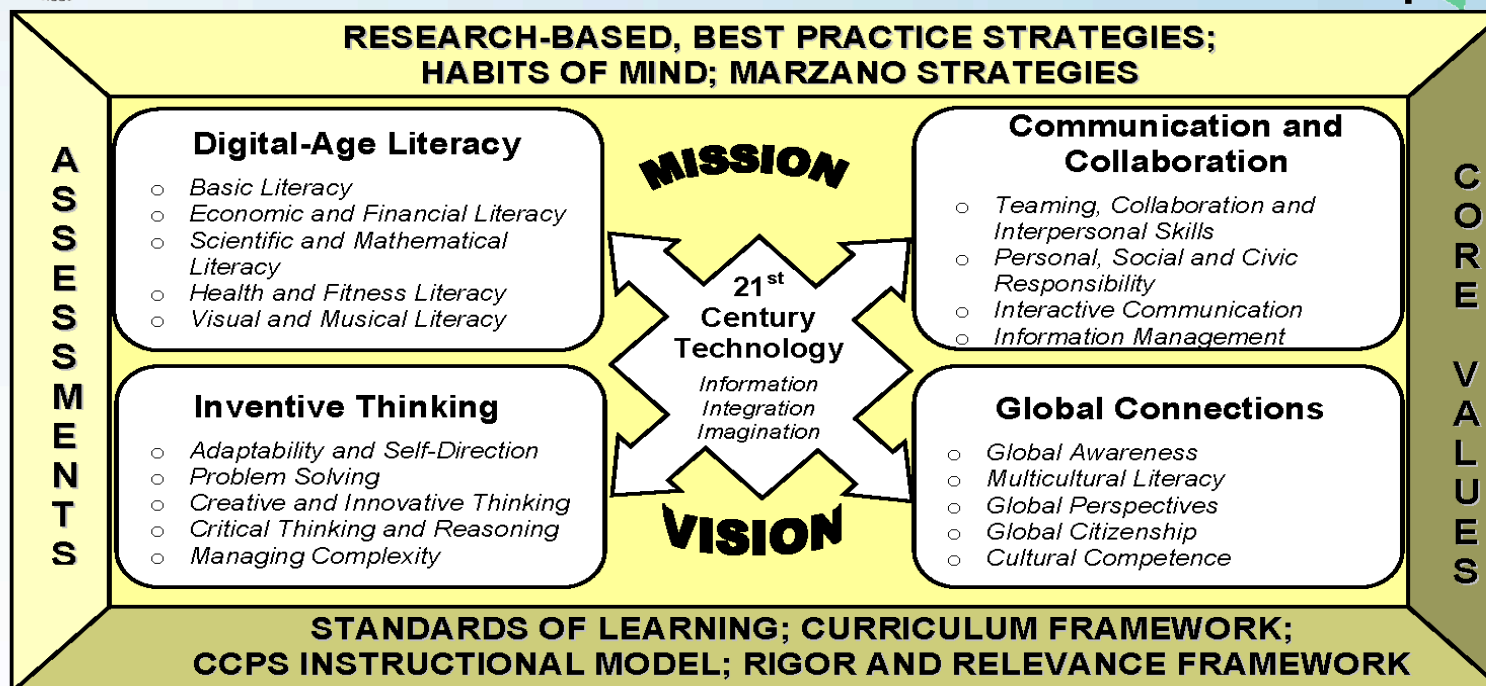 RESEARCH-BASED, BEST PRACTICE STRATEGIES;
HABITS OF MIND; MARZANO STRATEGIES
ASSESSMENTS
Digital-Age Literacy
o Basic Literacy
o Economic and Financial Literacy
o Scientific and Mathematical
Literacy
o Health and Fitness Literacy
o Visual and Musical Literacy
MISSION
Communication and
Collaboration
o Teaming, Collaboration and
Interpersonal Skills
o Personal, Social and Civic
Responsibility
o Interactive Communication
o Information Management
21st
Century
Technology
Information
Integration
Imagination
Inventive Thinking
o Adaptability and Self-Direction
o Problem Solving
o Creative and Innovative Thinking
o Critical Thinking and Reasoning
o Managing Complexity
VISION
Global Connections
o Global Awareness
o Multicultural Literacy
o Global Perspectives
o Global Citizenship
o Cultural Competence
CORE VALUES
STANDARDS OF LEARNING; CURRICULUM FRAMEWORK;
CCPS INSTRUCTIONAL MODEL; RIGOR AND RELEVANCE FRAMEWORK